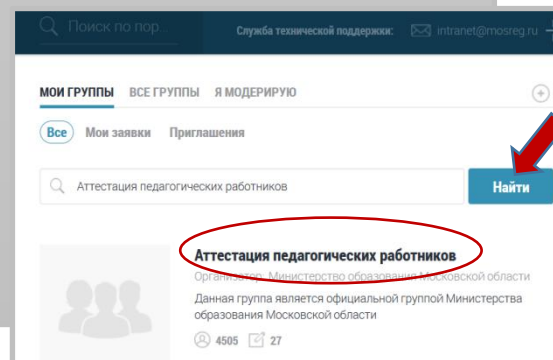 Поиск по пор...
Служба технической поддержки: intranet@mosreg.ru
МОИ ГРУППЫ ВСЕ ГРУППЫ Я МОДЕРИРУЮ
Все Мои заявки Приглашения
Аттестация педагогических работников Найти
Аттестация педагогических работников
Организатор: Министерство образования Московской области
Данная группа является официальной группой Министерства
образования Московской области
4505 27